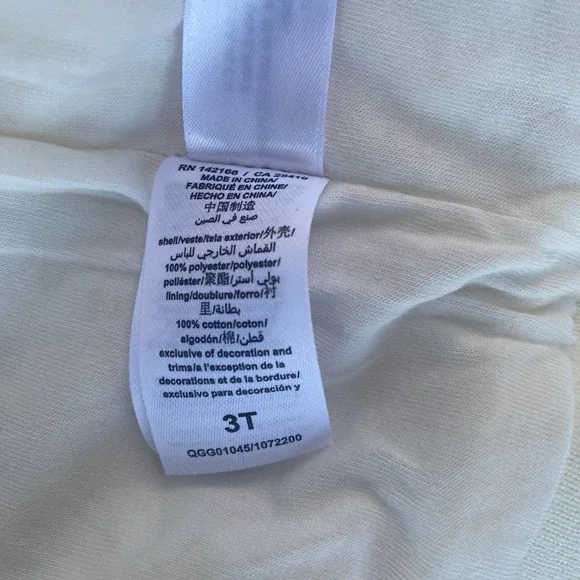 RN 142166 / CA 28419
MADE IN CHINA/
FABRIQUÉ EN CHINE/
HECHO EN CHINA/
中国制造
صنع في الصين
shell/veste/tela exterior/外壳/
القماش الخارجي للباس
100% polyester/polyester/
poliéster/聚酯/بولي أستر/
lining/doublure/forro/衬
里/بطانة/
100% cotton/coton/
algodón/棉/قطن/
exclusive of decoration and
trims/a l'exception de la
decorations et de la bordure/
exclusivo para decoración y
3T
QGG01045/1072200